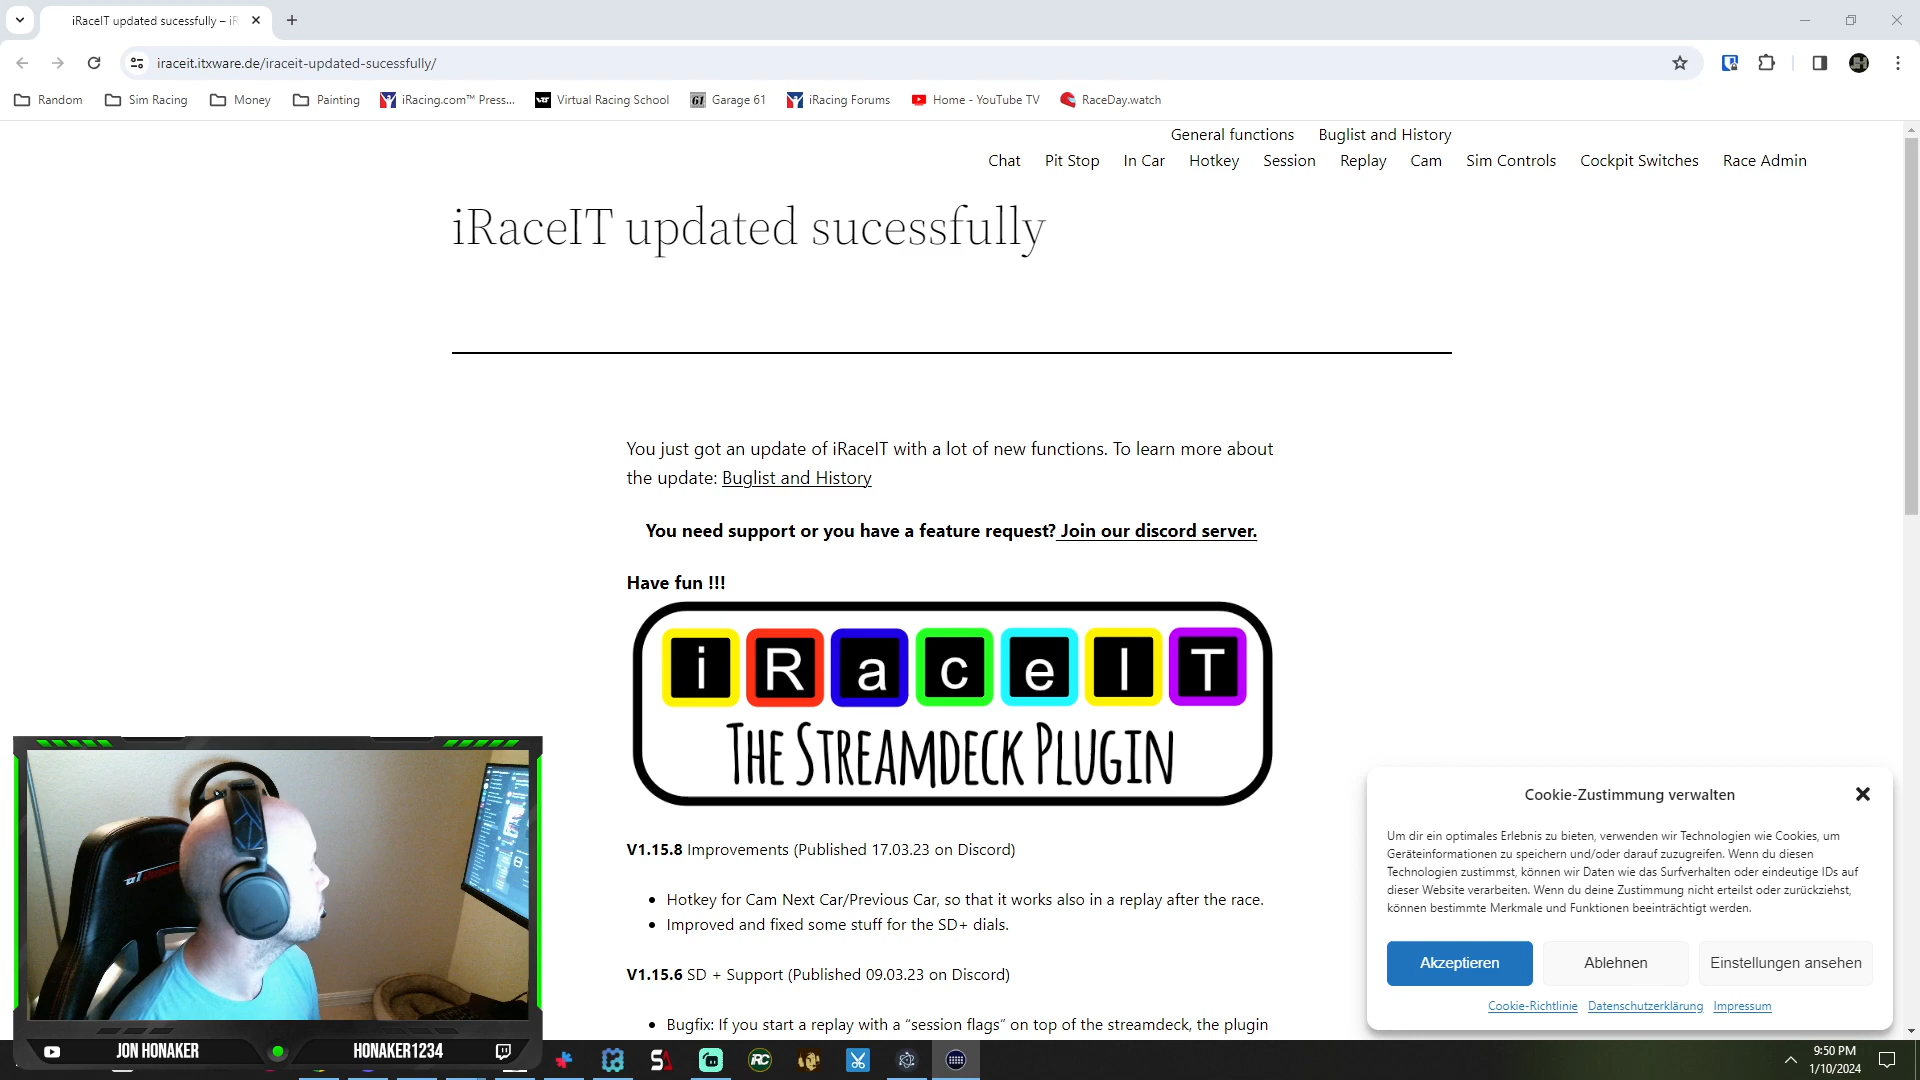 iRaceIT updated sucessfully – iR
iraceit.itxware.de/iraceit-updated-sucessfully/
Random Sim Racing Money Painting iRacing.com™ Press... Virtual Racing School Garage 61 iRacing Forums Home - YouTube TV RaceDay.watch
General functions Buglist and History
Chat Pit Stop In Car Hotkey Session Replay Cam Sim Controls Cockpit Switches Race Admin
iRaceIT updated sucessfully
You just got an update of iRaceIT with a lot of new functions. To learn more about
the update: Buglist and History
You need support or you have a feature request? Join our discord server.
Have fun !!!
iRaceIT
The Streamdeck Plugin
V1.15.8 Improvements (Published 17.03.23 on Discord)
• Hotkey for Cam Next Car/Previous Car, so that it works also in a replay after the race.
• Improved and fixed some stuff for the SD+ dials.
V1.15.6 SD + Support (Published 09.03.23 on Discord)
• Bugfix: If you start a replay with a “session flags” on top of the streamdeck, the plugin
Cookie-Zustimmung verwalten
Um dir ein optimales Erlebnis zu bieten, verwenden wir Technologien wie Cookies, um
Geräteinformationen zu speichern und/oder darauf zuzugreifen. Wenn du diesen
Technologien zustimmst, können wir Daten wie das Surfverhalten oder eindeutige IDs auf
dieser Website verarbeiten. Wenn du deine Zustimmung nicht erteilst oder zurückziehst,
können bestimmte Merkmale und Funktionen beeinträchtigt werden.
Akzeptieren Ablehnen Einstellungen ansehen
Cookie-Richtlinie Datenschutzerklärung Impressum
JON HONAKER HONAKER1234
9:50 PM
1/10/2024